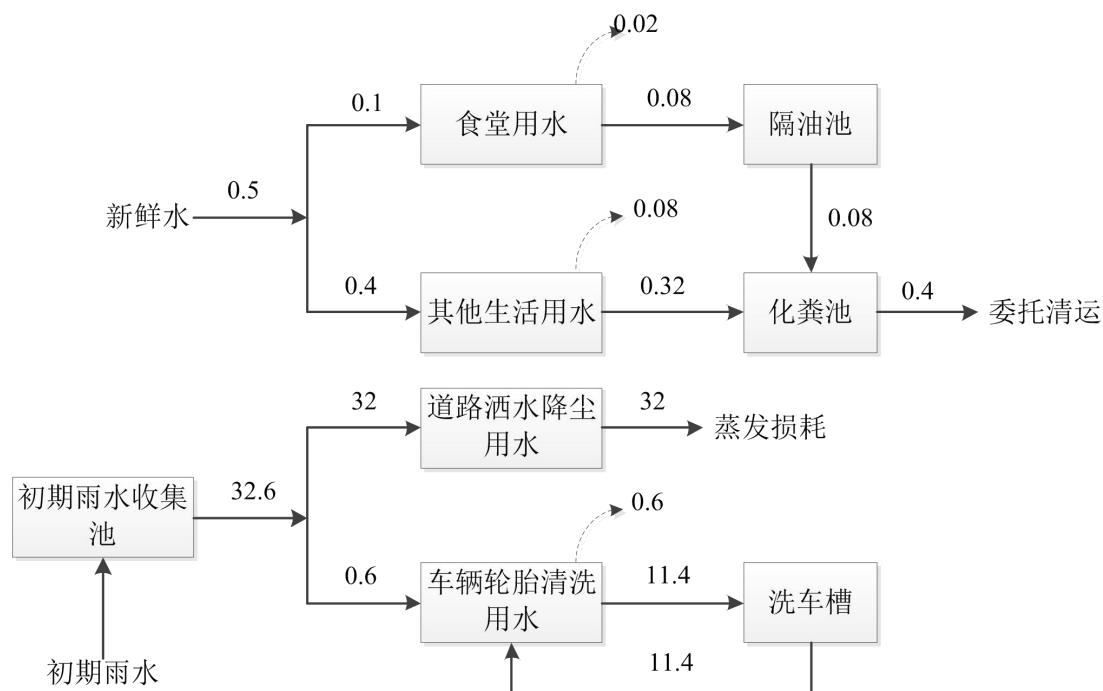 0.02
0.1
食堂用水
0.08
隔油池
新鲜水
0.5
0.08
0.08
0.4
其他生活用水
0.32
化粪池
0.4
委托清运
32
道路洒水降尘
用水
32
蒸发损耗
初期雨水收集
池
32.6
0.6
0.6
车辆轮胎清洗
用水
11.4
洗车槽
初期雨水
11.4